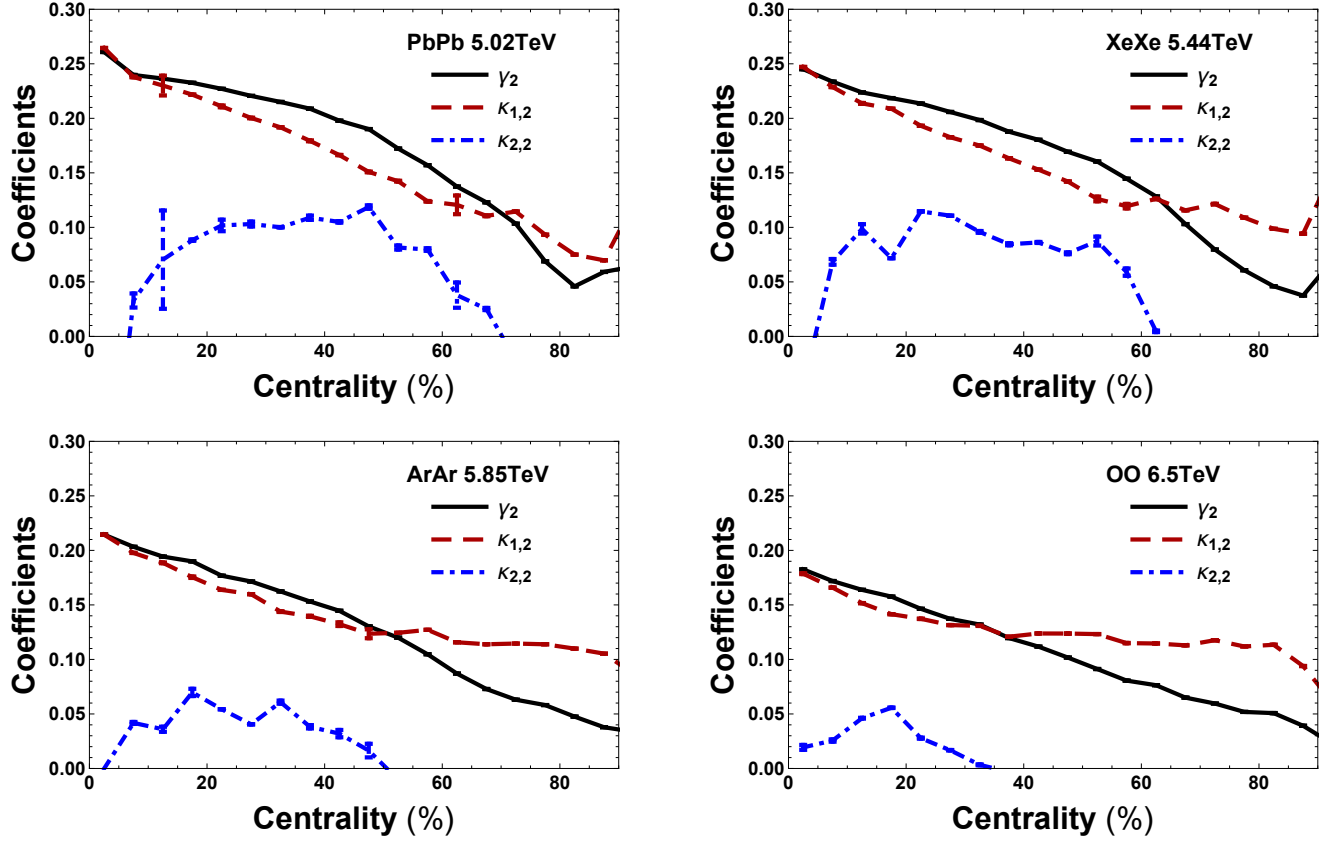 PbPb 5.02TeV
γ2
κ1,2
κ2,2
0.30
0.25
0.20
0.15
0.10
0.05
0.00
Coefficients
0 20 40 60 80
Centrality (%)
XeXe 5.44TeV
γ2
κ1,2
κ2,2
0.30
0.25
0.20
0.15
0.10
0.05
0.00
Coefficients
0 20 40 60 80
Centrality (%)
ArAr 5.85TeV
γ2
κ1,2
κ2,2
0.30
0.25
0.20
0.15
0.10
0.05
0.00
Coefficients
0 20 40 60 80
Centrality (%)
OO 6.5TeV
γ2
κ1,2
κ2,2
0.30
0.25
0.20
0.15
0.10
0.05
0.00
Coefficients
0 20 40 60 80
Centrality (%)